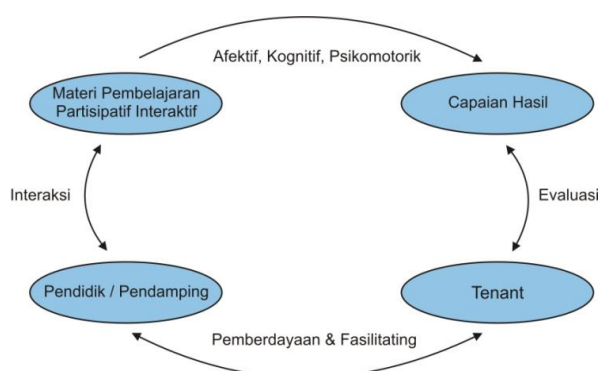 Afektif, Kognitif, Psikomotorik
Materi Pembelajaran
Partisipatif Interaktif
Capaian Hasil
Interaksi
Evaluasi
Pendidik / Pendamping
Tenant
Pemberdayaan & Fasilitating